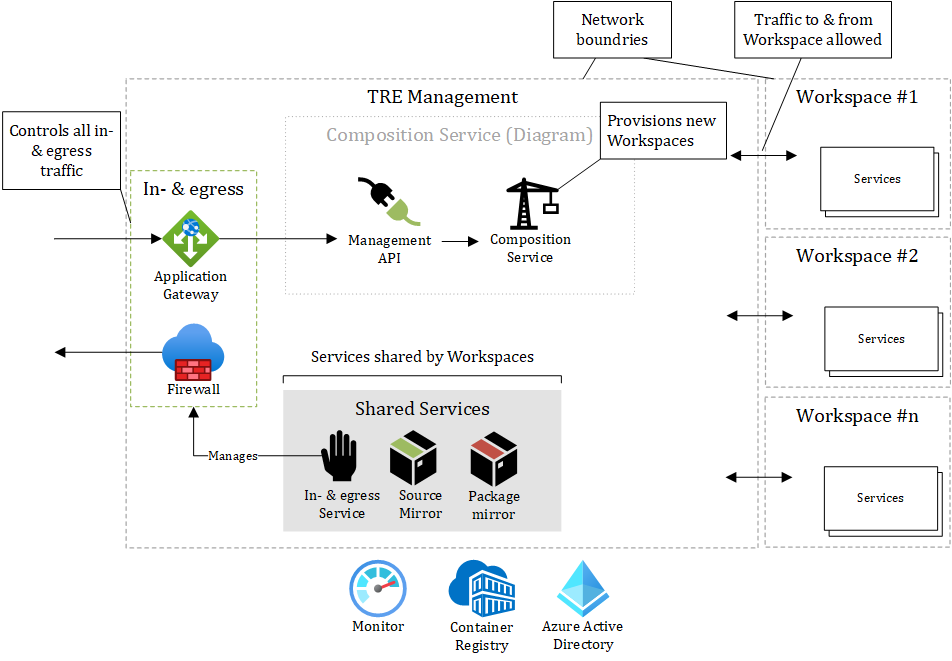 Network
boundries
Traffic to & from
Workspace allowed
TRE Management
Workspace #1
Controls all in-
& egress
traffic
Composition Service (Diagram)
Provisions new
Workspaces
In- & egress
Services
Management
API
Composition
Service
Application
Gateway
Workspace #2
Services
Services shared by Workspaces
Firewall
Shared Services
Workspace #n
Manages
In- & egress
Service
Source
Mirror
Package
mirror
Services
Monitor
Container
Registry
Azure Active
Directory